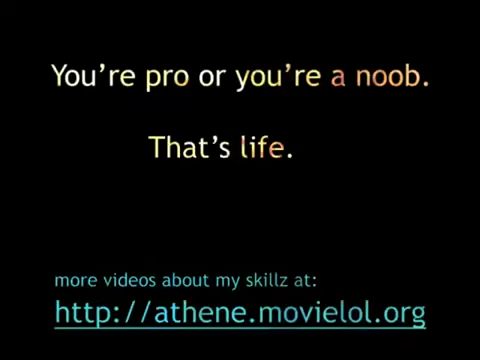 You’re pro or you’re a noob.
That’s life.
more videos about my skillz at:
http://athene.movielol.org